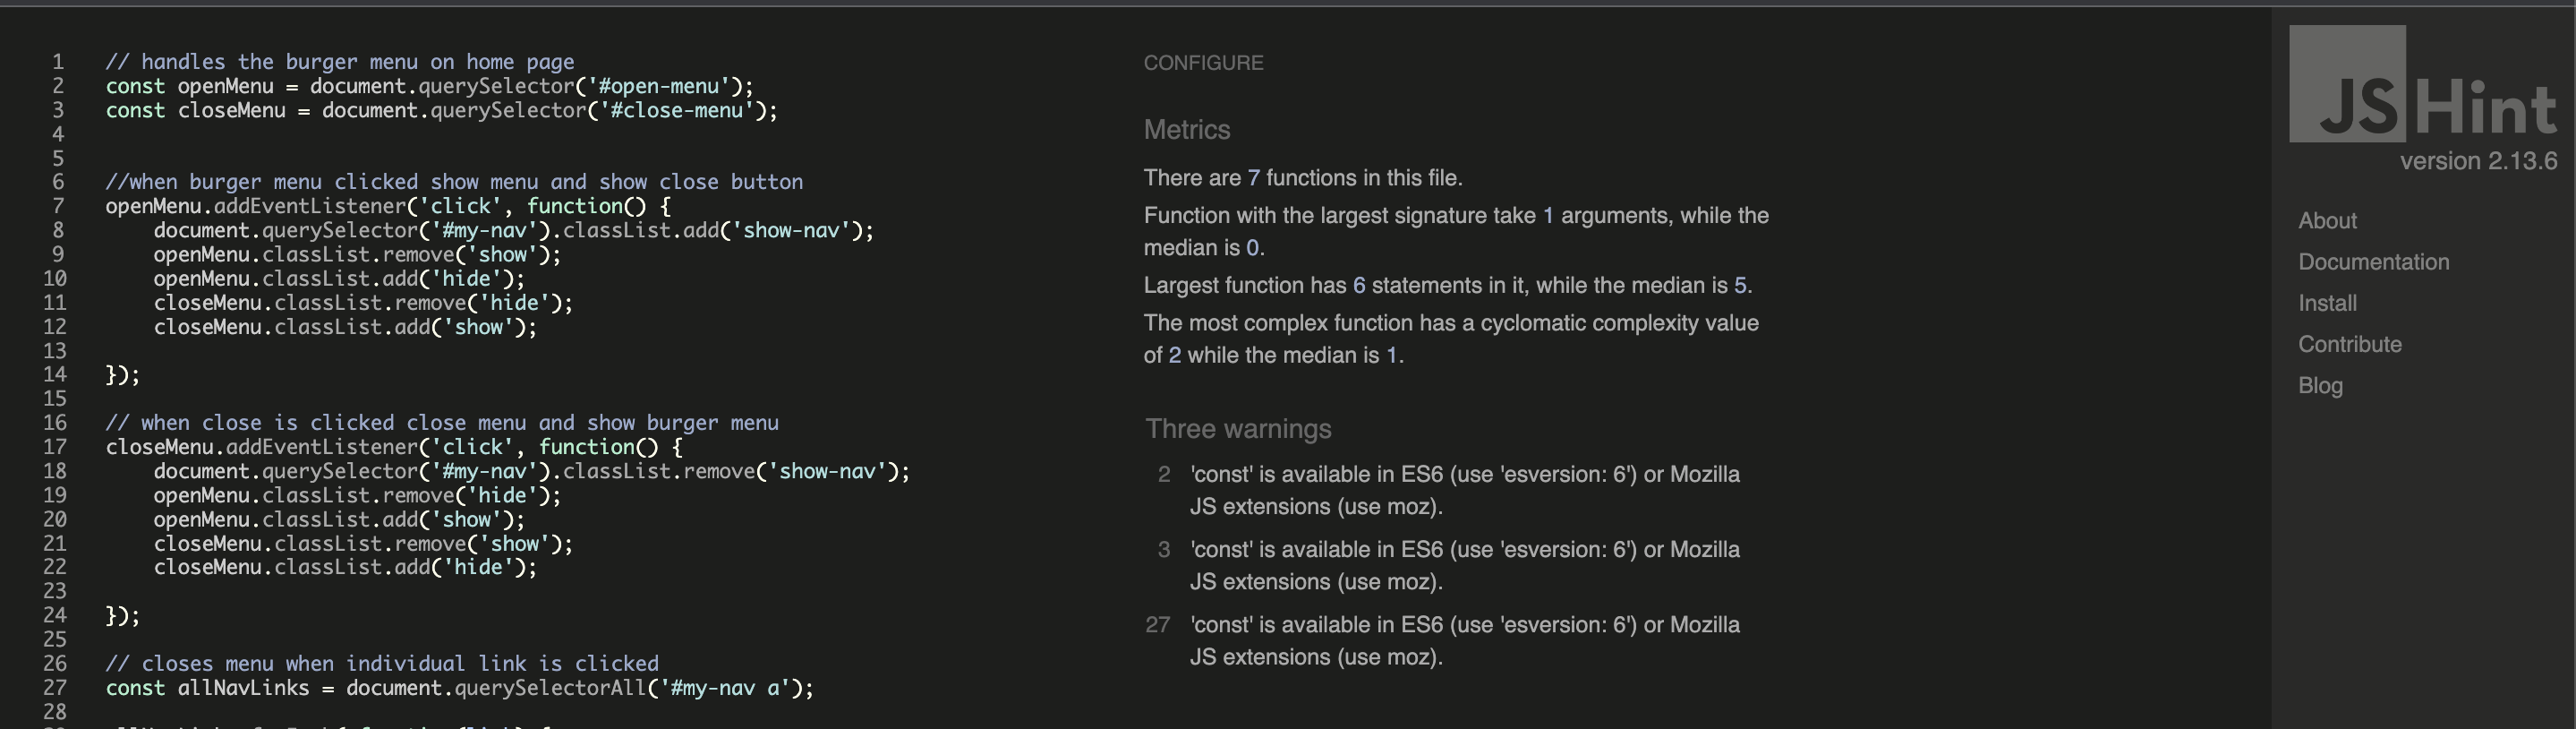 1 // handles the burger menu on home page
2 const openMenu = document.querySelector('#open-menu');
3 const closeMenu = document.querySelector('#close-menu');
4
5
6 //when burger menu clicked show menu and show close button
7 openMenu.addEventListener('click', function() {
8 document.querySelector('#my-nav').classList.add('show-nav');
9 openMenu.classList.remove('show');
10 openMenu.classList.add('hide');
11 closeMenu.classList.remove('hide');
12 closeMenu.classList.add('show');
13
14 });
15
16 // when close is clicked close menu and show burger menu
17 closeMenu.addEventListener('click', function() {
18 document.querySelector('#my-nav').classList.remove('show-nav');
19 openMenu.classList.remove('hide');
20 openMenu.classList.add('show');
21 closeMenu.classList.remove('show');
22 closeMenu.classList.add('hide');
23
24 });
25
26 // closes menu when individual link is clicked
27 const allNavLinks = document.querySelectorAll('#my-nav a');
28
CONFIGURE
Metrics
There are 7 functions in this file.
Function with the largest signature take 1 arguments, while the
median is 0.
Largest function has 6 statements in it, while the median is 5.
The most complex function has a cyclomatic complexity value
of 2 while the median is 1.
Three warnings
2 'const' is available in ES6 (use 'esversion: 6') or Mozilla
JS extensions (use moz).
3 'const' is available in ES6 (use 'esversion: 6') or Mozilla
JS extensions (use moz).
27 'const' is available in ES6 (use 'esversion: 6') or Mozilla
JS extensions (use moz).
JSHint
version 2.13.6
About
Documentation
Install
Contribute
Blog